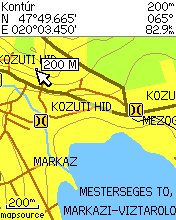 Kontúr 200m
N 47°49.665' 065°
E 020°03.450' 82.9%
KOZUTI HID
200 M
KOZUTI HID
MEZOG
MARKAZ
MESTERSEGES TO,
MARKAZI-VIZTAROLO
200m
mapsource